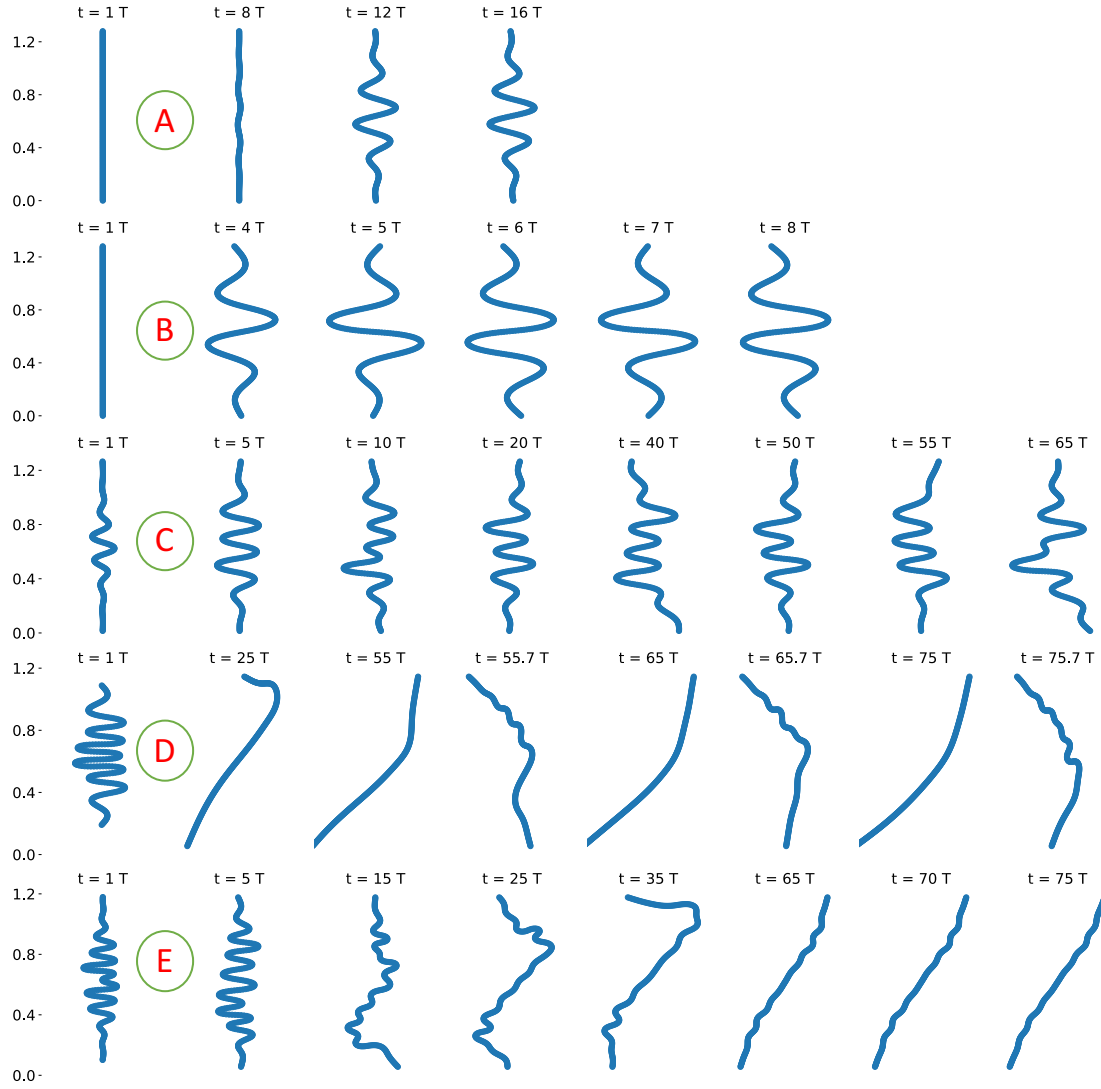 t = 1 T t = 8 T t = 12 T t = 16 T
1.2
0.8
A
0.4
0.0
t = 1 T t = 4 T t = 5 T t = 6 T t = 7 T t = 8 T
1.2
0.8
B
0.4
0.0
t = 1 T t = 5 T t = 10 T t = 20 T t = 40 T t = 50 T t = 55 T t = 65 T
1.2
0.8
C
0.4
0.0
t = 1 T t = 25 T t = 55 T t = 55.7 T t = 65 T t = 65.7 T t = 75 T t = 75.7 T
1.2
0.8
D
0.4
0.0
t = 1 T t = 5 T t = 15 T t = 25 T t = 35 T t = 65 T t = 70 T t = 75 T
1.2
0.8
E
0.4
0.0